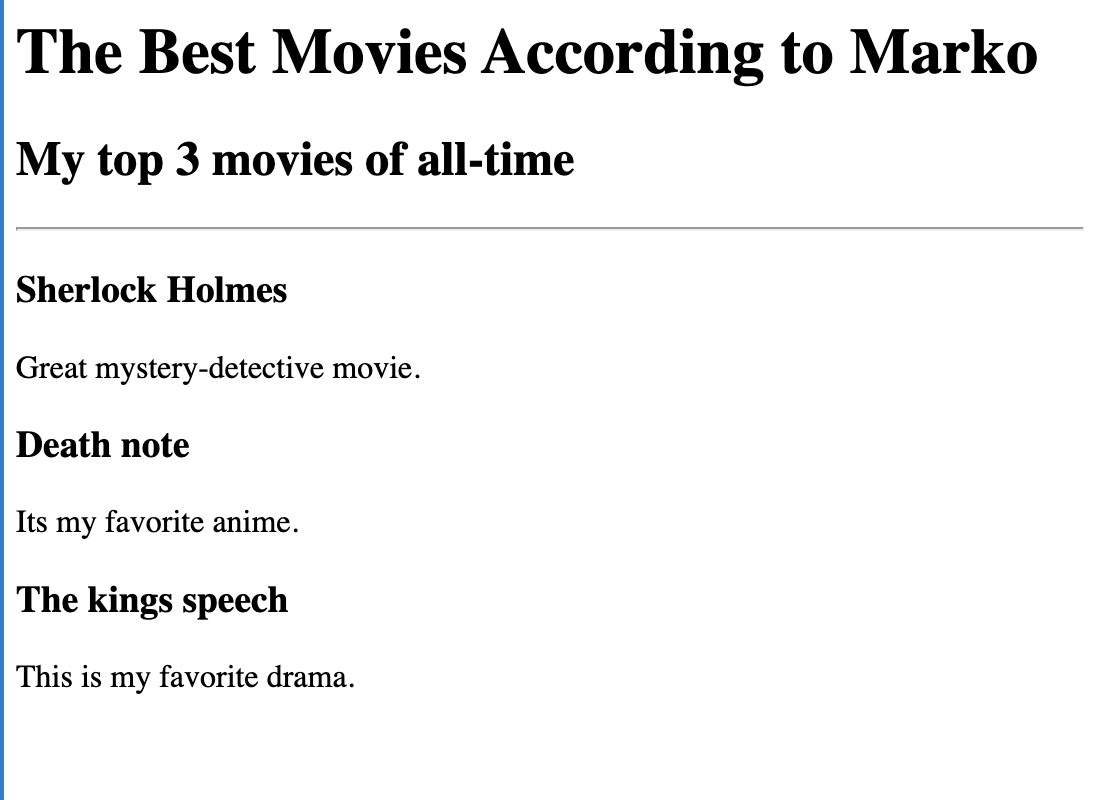 The Best Movies According to Marko
My top 3 movies of all-time
Sherlock Holmes
Great mystery-detective movie.
Death note
Its my favorite anime.
The kings speech
This is my favorite drama.